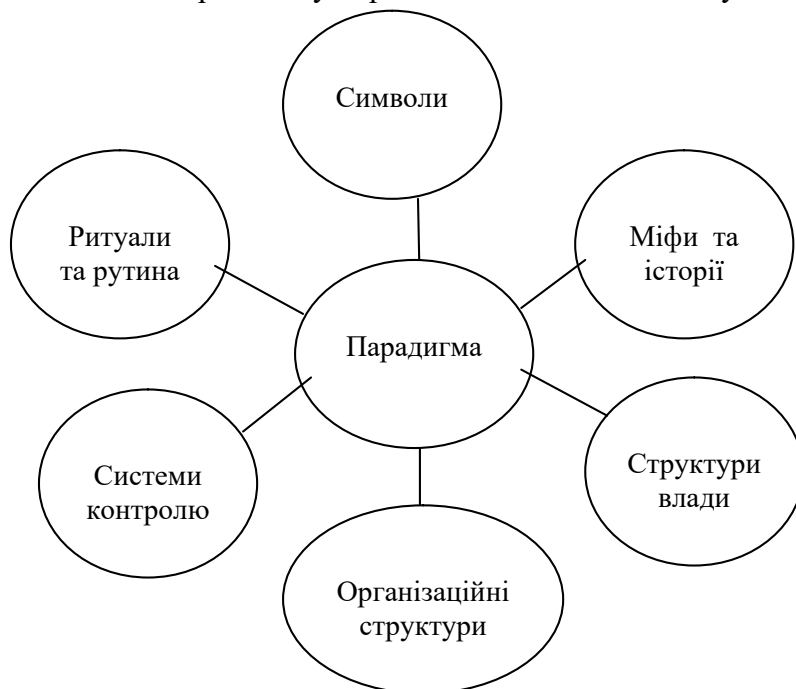 Символи
Ритуали
та рутина
Міфи та
історії
Парадигма
Системи
контролю
Структури
влади
Організаційні
структури